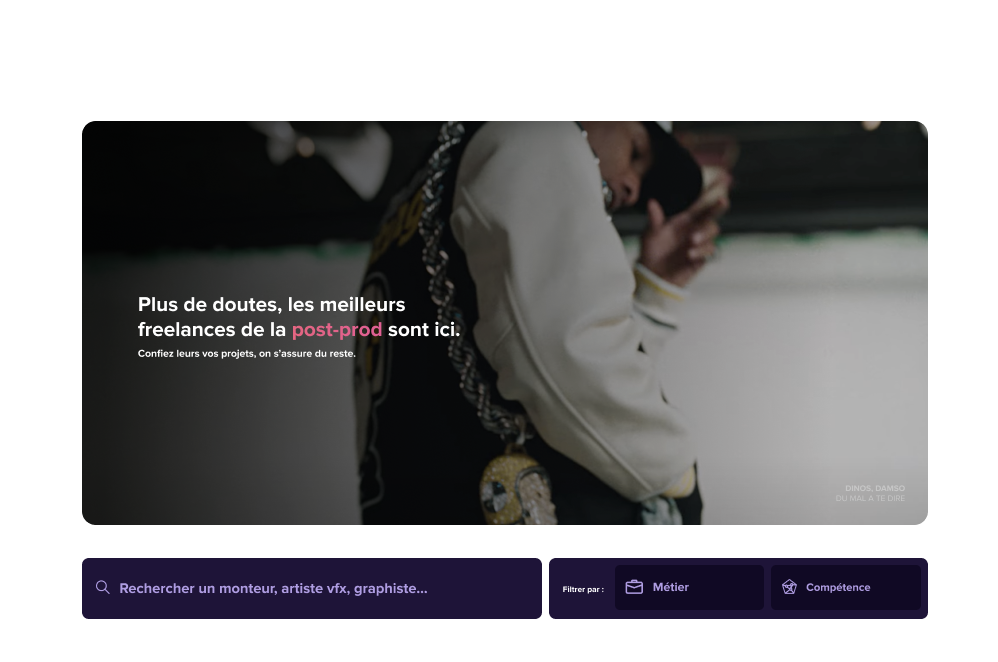 Plus de doutes, les meilleurs
freelances de la post-prod sont ici.
Confiez leurs vos projets, on s'assure du reste.
DINOS, DAMSO
DU MAL A TE DIRE
Rechercher un monteur, artiste vfx, graphiste...
Filtrer par :
Métier
Compétence